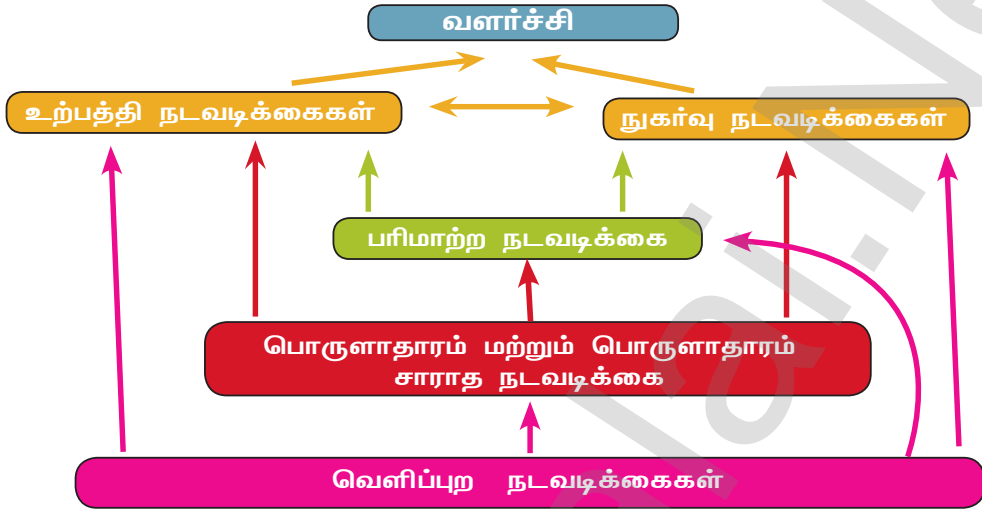 வளர்ச்சி
உற்பத்தி நடவடிக்கைகள்
நுகர்வு நடவடிக்கைகள்
பரிமாற்ற நடவடிக்கை
பொருளாதாரம் மற்றும் பொருளாதாரம்
சாராத நடவடிக்கை
வெளிப்புற நடவடிக்கைகள்